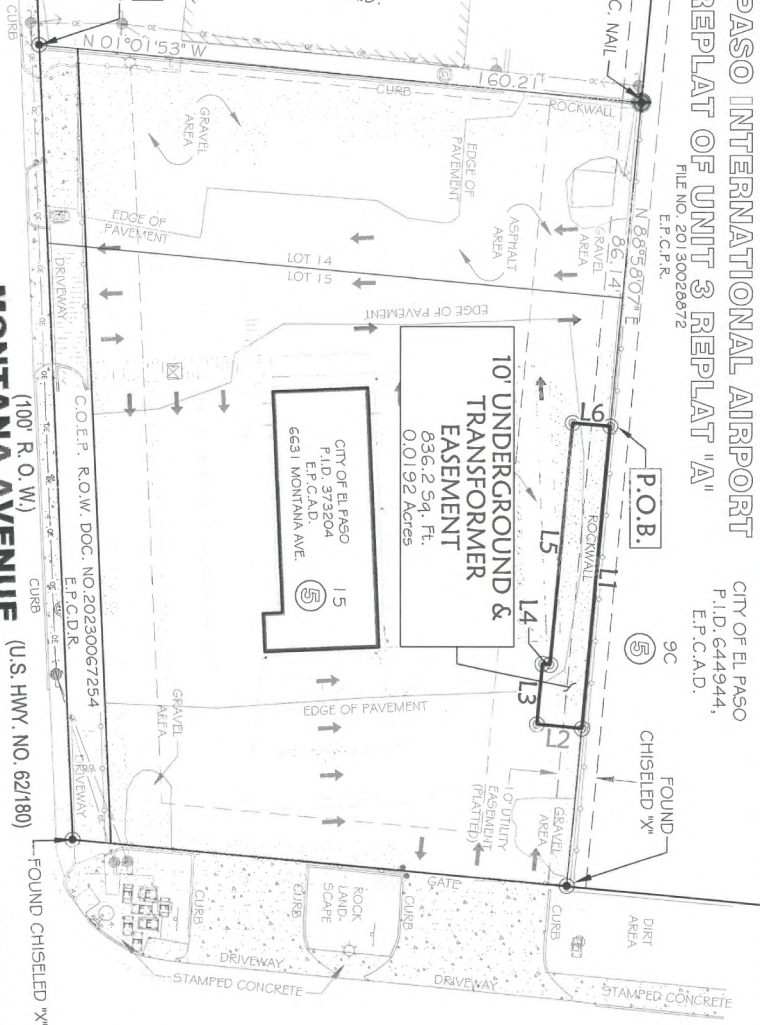 PASO INTERNATIONAL AIRPORT
REPLAT OF UNIT 3 REPLAT "A"
FILE NO. 20130028872
E.P.C.P.R.
CITY OF EL PASO
P.I.D. 644944,
E.P.C.A.D.
9C
5
C. NAIL
N 01°01'53" W
160.21'
CURB
CURB
ROCKWALL
N 88°58'07" E
86.14'
GRAVEL
AREA
EDGE OF
PAVEMENT
GRAVEL
AREA
ASPHALT
AREA
EDGE OF
PAVEMENT
LOT 14
LOT 15
DRIVEWAY
EDGE OF PAVEMENT
P.O.B.
L6
L1
ROCKWALL
L5
L4
L3
L2
10' UNDERGROUND &
TRANSFORMER
EASEMENT
836.2 Sq. Ft.
0.0192 Acres
CITY OF EL PASO
P.I.D. 373204
E.P.C.A.D.
6631 MONTANA AVE.
15
5
FOUND
CHISELED "X"
EDGE OF PAVEMENT
10' UTILITY
EASEMENT
(PLATTED)
GRAVEL
AREA
GRAVEL
AREA
C.O.E.P. R.O.W. DOC. NO.20230067254
E.P.C.D.R.
(100' R. O. W.)
MONTANA AVENUE (U.S. HWY. NO. 62/180)
CURB
DRIVEWAY
FOUND CHISELED "X"
GATE
CURB
CURB
ROCK
LAND-
SCAPE
CURB
CURB
DIRT
AREA
DRIVEWAY
DRIVEWAY
STAMPED CONCRETE
STAMPED CONCRETE